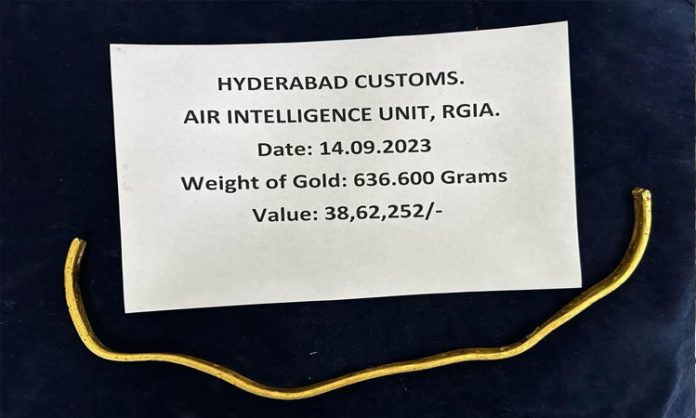 HYDERABAD CUSTOMS.
AIR INTELLIGENCE UNIT, RGIA.
Date: 14.09.2023
Weight of Gold: 636.600 Grams
Value: 38,62,252/-